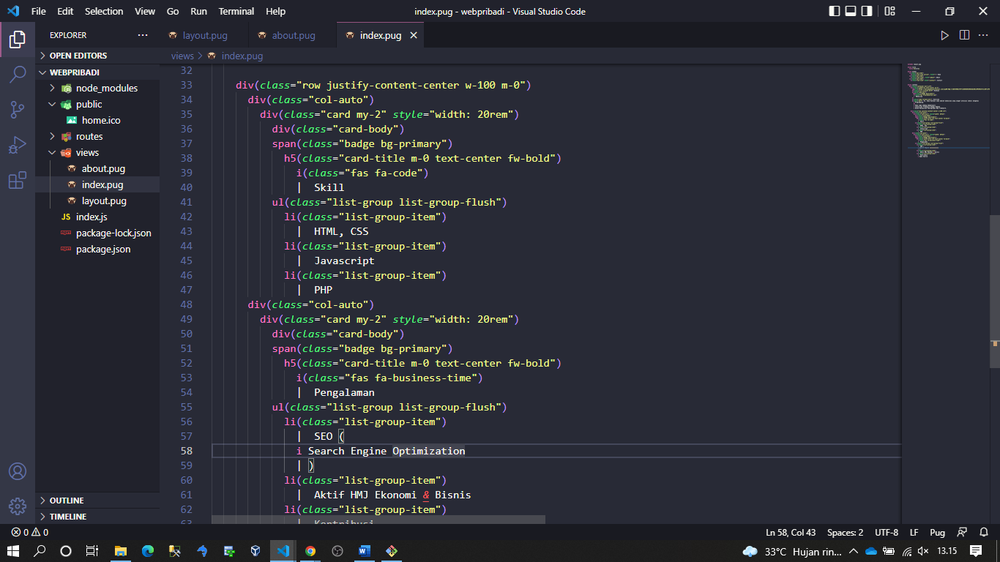 File Edit Selection View Go Run Terminal Help index.pug - webpribadi - Visual Studio Code
EXPLORER
layout.pug about.pug index.pug
OPEN EDITORS
WEBPRIBADI
node_modules
public
home.ico
routes
views
about.pug
index.pug
layout.pug
JS index.js
package-lock.json
package.json
OUTLINE
TIMELINE
views > index.pug
32
33 div(class="row justify-content-center w-100 m-0")
34 div(class="col-auto")
35 div(class="card my-2" style="width: 20rem")
36 div(class="card-body")
37 span(class="badge bg-primary")
38 h5(class="card-title m-0 text-center fw-bold")
39 i(class="fas fa-code")
40 | Skill
41 ul(class="list-group list-group-flush")
42 li(class="list-group-item")
43 | HTML, CSS
44 li(class="list-group-item")
45 | Javascript
46 li(class="list-group-item")
47 | PHP
48 div(class="col-auto")
49 div(class="card my-2" style="width: 20rem")
50 div(class="card-body")
51 span(class="badge bg-primary")
52 h5(class="card-title m-0 text-center fw-bold")
53 i(class="fas fa-business-time")
54 | Pengalaman
55 ul(class="list-group list-group-flush")
56 li(class="list-group-item")
57 | SEO (
58 i Search Engine Optimization
59 | )
60 li(class="list-group-item")
61 | Aktif HMJ Ekonomi & Bisnis
62 li(class="list-group-item")
63 | Kontribusi
0 0 Ln 58, Col 43 Spaces: 2 UTF-8 LF Pug
33°C Hujan rin... 13.15